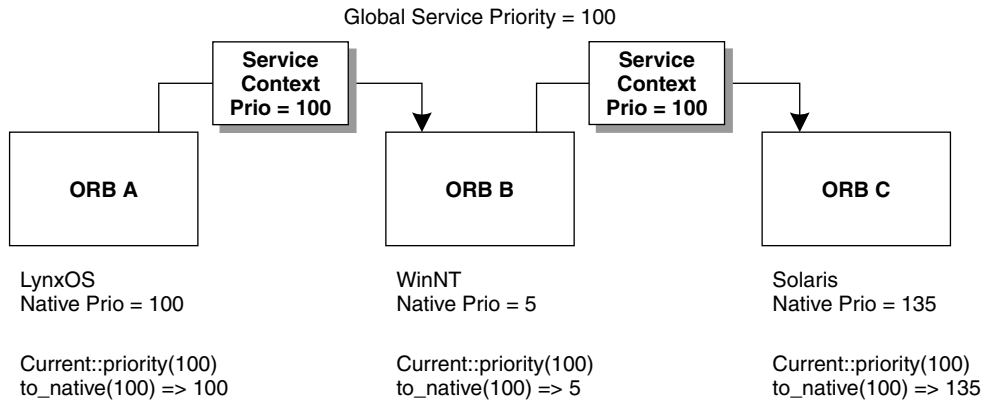 Global Service Priority = 100
Service
Context
Prio = 100
Service
Context
Prio = 100
ORB A
ORB B
ORB C
LynxOS
Native Prio = 100
WinNT
Native Prio = 5
Solaris
Native Prio = 135
Current::priority(100)
to_native(100) => 100
Current::priority(100)
to_native(100) => 5
Current::priority(100)
to_native(100) => 135